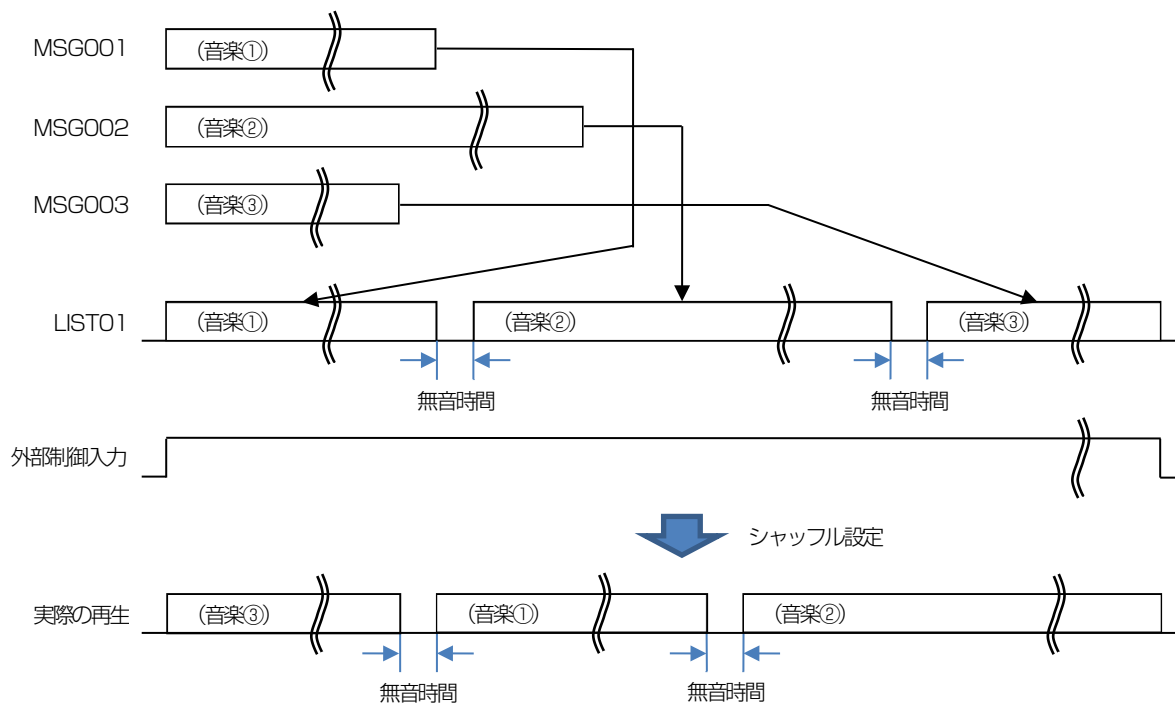 MSG001 （音楽①）
MSG002 （音楽②）
MSG003 （音楽③）
LIST01 （音楽①） （音楽②） （音楽③）
無音時間 無音時間
外部制御入力
シャッフル設定
実際の再生 （音楽③） （音楽①） （音楽②）
無音時間 無音時間